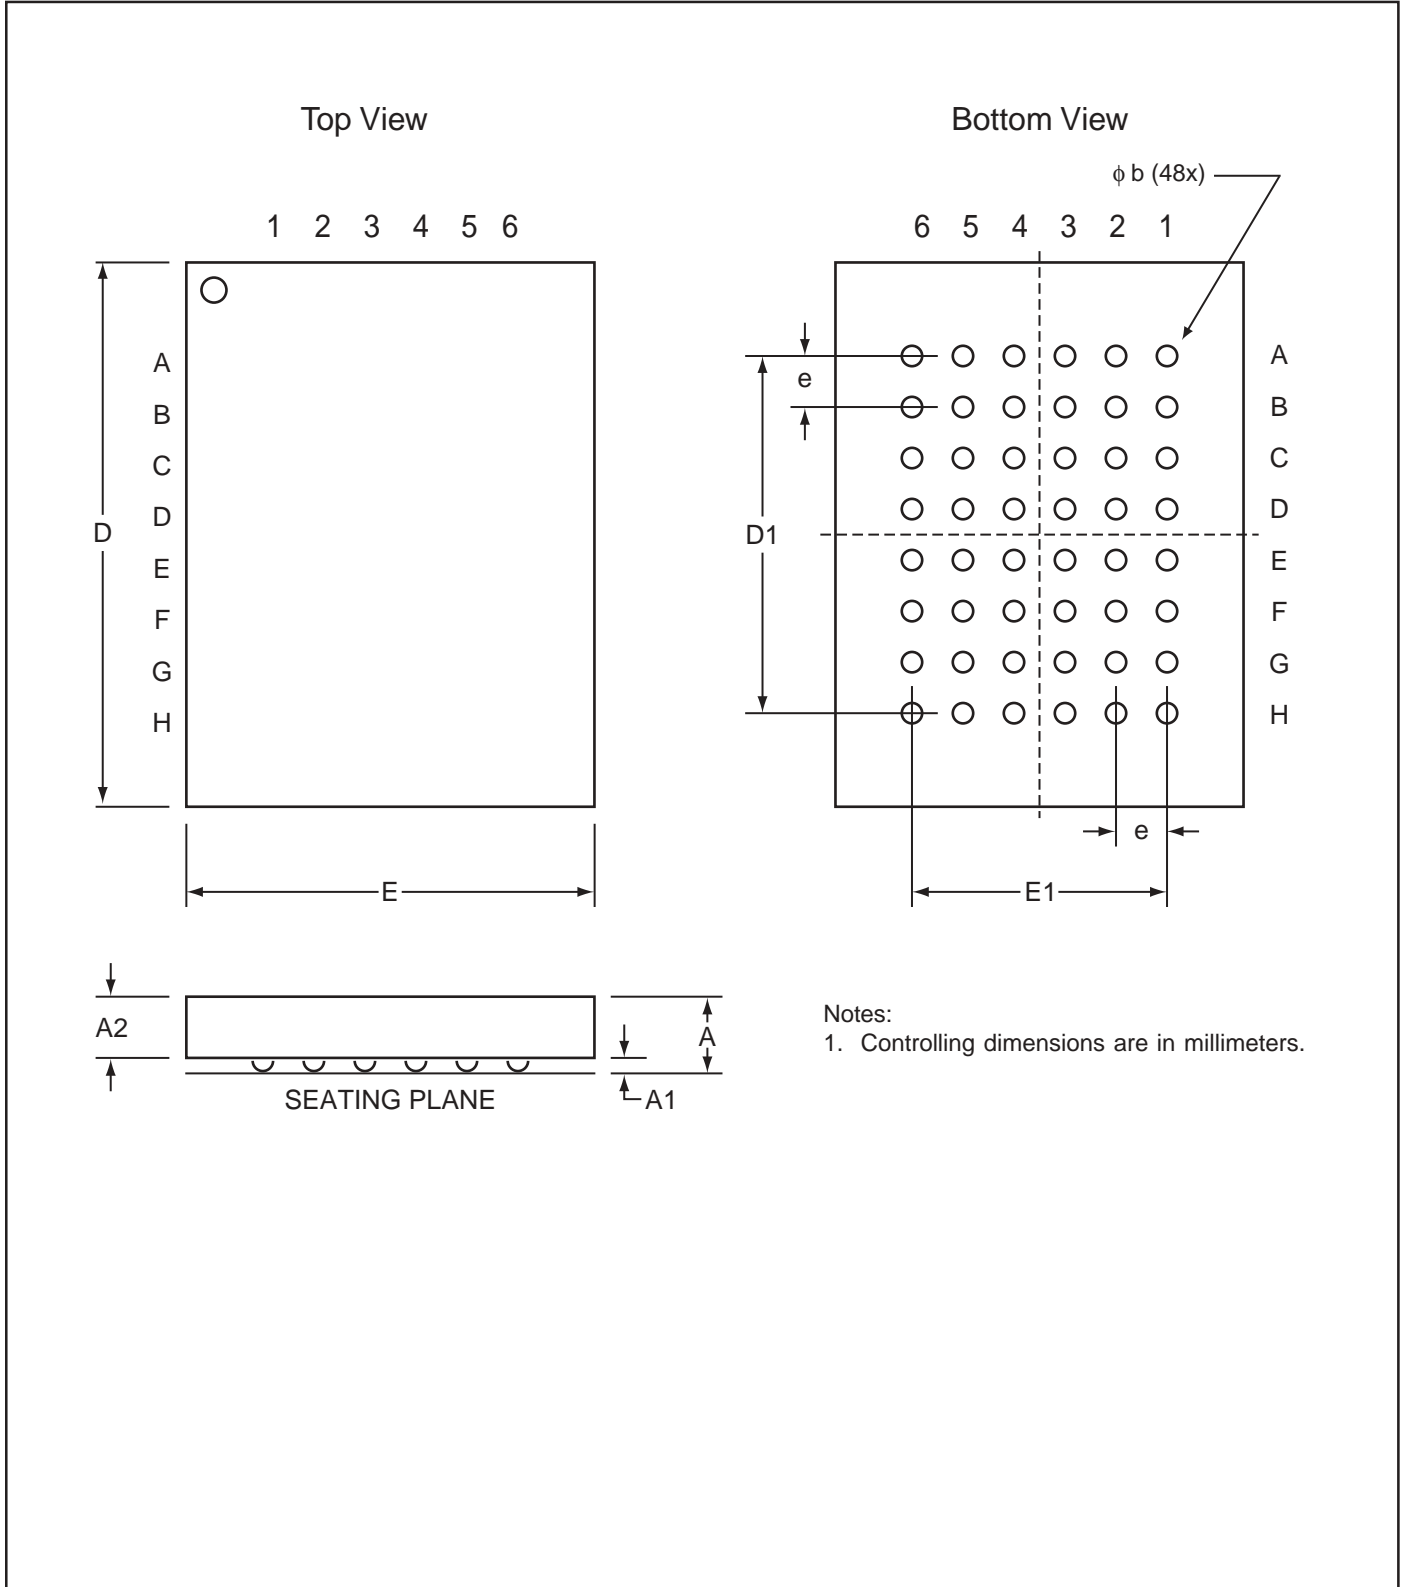 Top View
Bottom View
ϕ b (48x)
1 2 3 4 5 6
6 5 4 3 2 1
A
B
C
D
E
F
G
H
D
E
e
D1
A
B
C
D
E
F
G
H
e
E1
A2
A
A1
SEATING PLANE
Notes:
1. Controlling dimensions are in millimeters.